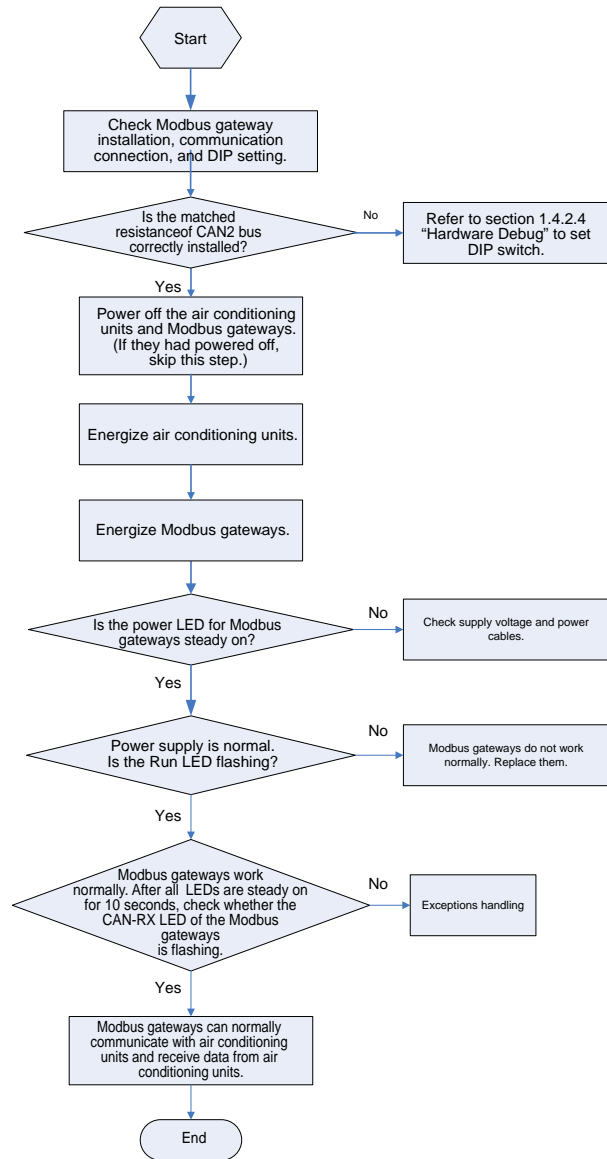 Start
Check Modbus gateway
installation, communication
connection, and DIP setting.
Is the matched
resistanceof CAN2 bus
correctly installed?
No
Refer to section 1.4.2.4
“Hardware Debug” to set
DIP switch.
Yes
Power off the air conditioning
units and Modbus gateways.
(If they had powered off,
skip this step.)
Energize air conditioning units.
Energize Modbus gateways.
Is the power LED for Modbus
gateways steady on?
No
Check supply voltage and power
cables.
Yes
Power supply is normal.
Is the Run LED flashing?
No
Modbus gateways do not work
normally. Replace them.
Yes
Modbus gateways work
normally. After all LEDs are steady on
for 10 seconds, check whether the
CAN-RX LED of the Modbus
gateways
is flashing.
No
Exceptions handling
Yes
Modbus gateways can normally
communicate with air conditioning
units and receive data from air
conditioning units.
End